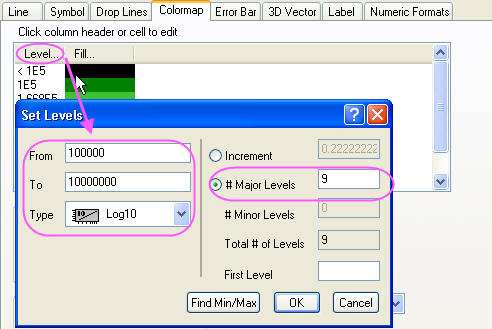 Line Symbol Drop Lines Colormap Error Bar 3D Vector Label Numeric Formats
Click column header or cell to edit
Level... Fill...
< 1E5
1E5
1.668E5
Set Levels
From 100000
To 10000000
Type Log10
Increment 0.22222222
# Major Levels 9
# Minor Levels 0
Total # of Levels 9
First Level
Find Min/Max OK Cancel